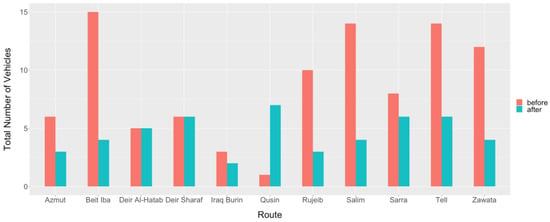 Total Number of Vehicles
15
10
5
0
Azmut Beil Iba Deir Al-Hatab Deir Sharaf Iraq Burin Qusin Rujeib Salim Sarra Tell Zawata
Route
before
after